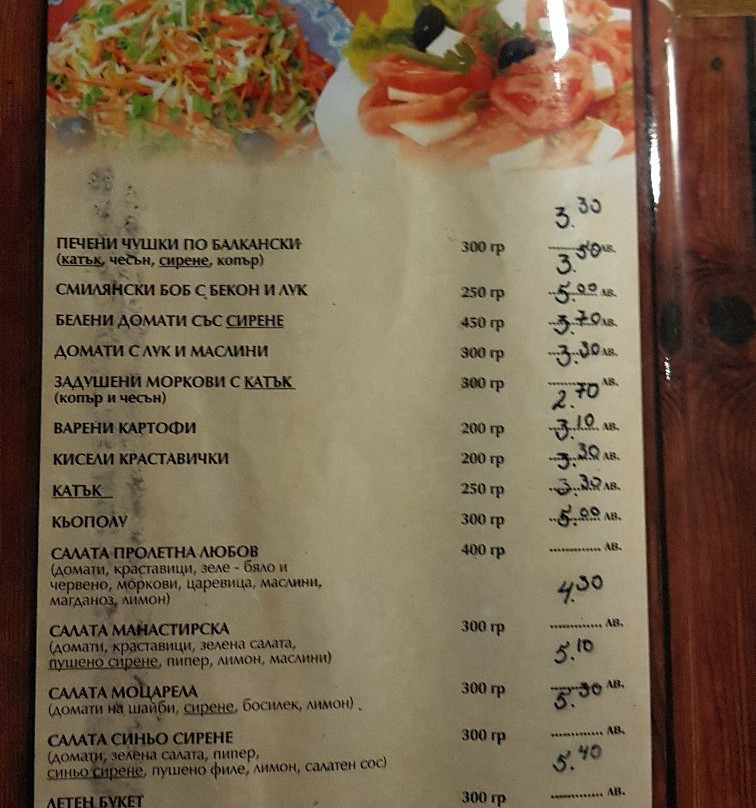 3.30
ПЕЧЕНИ ЧУШКИ ПО БАЛКАНСКИ 300 гр ............ лв.
(катък, чесън, сирене, копър) 3.50
СМИЛЯНСКИ БОБ С БЕКОН И ЛУК 250 гр 5.00 лв.
БЕЛЕНИ ДОМАТИ СЪС СИРЕНЕ 450 гр 3.70 лв.
ДОМАТИ С ЛУК И МАСЛИНИ 300 гр 3.30 лв.
ЗАДУШЕНИ МОРКОВИ С КАТЪК 300 гр ............ лв.
(копър и чесън) 2.70
ВАРЕНИ КАРТОФИ 200 гр 3.10 лв.
КИСЕЛИ КРАСТАВИЧКИ 200 гр 3.30 лв.
КАТЪК 250 гр 3.30 лв.
КЬОПОЛУ 300 гр 5.00 лв.
САЛАТА ПРОЛЕТНА ЛЮБОВ 400 гр ............ лв.
(домати, краставици, зеле - бяло и
червено, моркови, царевица, маслини,
магданоз, лимон) 4.30
САЛАТА МАНАСТИРСКА 300 гр ............ лв.
(домати, краставици, зелена салата,
пушено сирене, пипер, лимон, маслини) 5.10
САЛАТА МОЦАРЕЛА 300 гр ............ лв.
(домати на шайби, сирене, босилек, лимон) 5.30
САЛАТА СИНЬО СИРЕНЕ 300 гр ............ лв.
(домати, зелена салата, пипер,
синьо сирене, пушено филе, лимон, салатен сос) 5.40
ЛЕТЕН БУКЕТ 300 гр ............ лв.